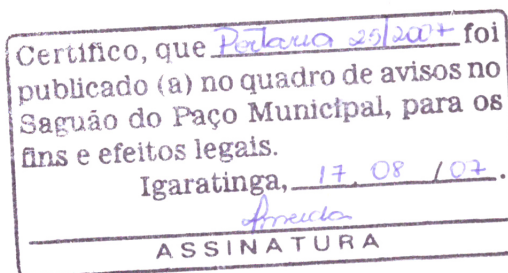 Certifico, que Portaria 25/2007 foi
publicado (a) no quadro de avisos no
Saguão do Paço Municipal, para os
fins e efeitos legais.
Igaratinga, 17 08 / 07.
ASSINATURA